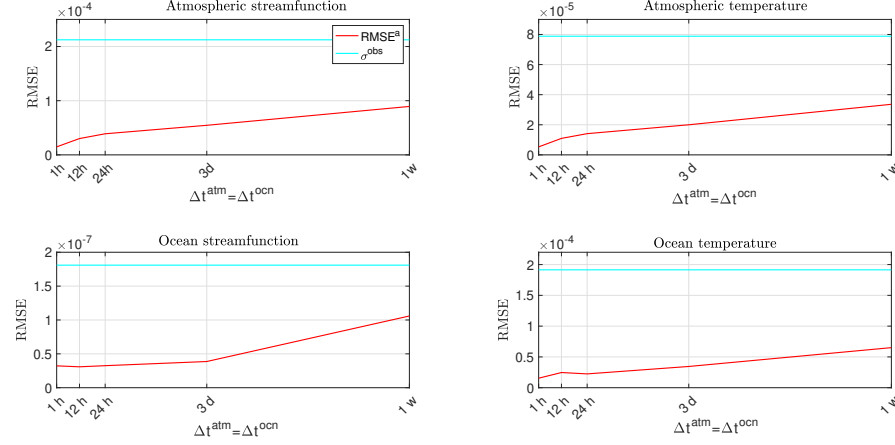 Atmospheric streamfunction
×10⁻⁴
2
1
0
RMSE
RMSEᵃ
σᵒᵇˢ
1h 12h 24h 3d 1w
Δtᵃᵗᵐ=Δtᵒᶜⁿ
Atmospheric temperature
×10⁻⁵
8
6
4
2
0
RMSE
1 h 12 h 24 h 3 d 1 w
Δtᵃᵗᵐ=Δtᵒᶜⁿ
Ocean streamfunction
×10⁻⁷
2
1.5
1
0.5
0
RMSE
1 h 12 h 24 h 3 d 1 w
Δtᵃᵗᵐ=Δtᵒᶜⁿ
Ocean temperature
×10⁻⁴
2
1.5
1
0.5
0
RMSE
1 h 12 h 24 h 3 d 1 w
Δtᵃᵗᵐ=Δtᵒᶜⁿ